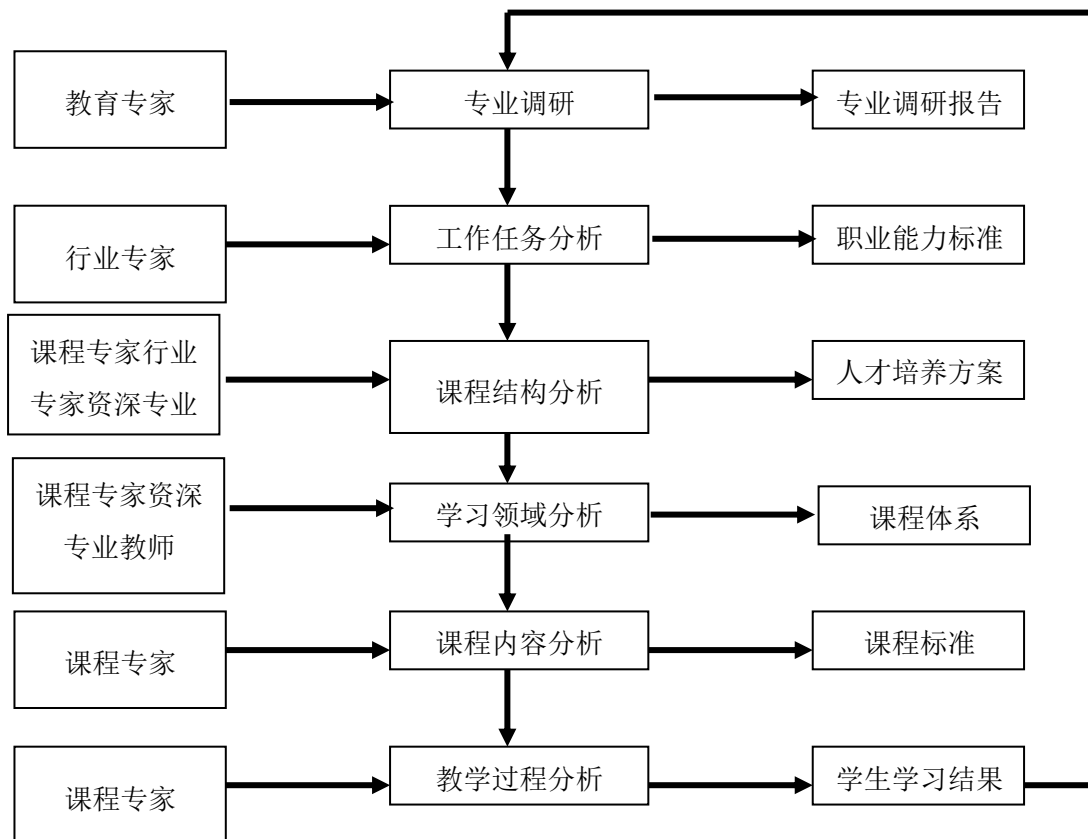 教育专家
专业调研
专业调研报告
行业专家
工作任务分析
职业能力标准
课程专家行业
专家资深专业
课程结构分析
人才培养方案
课程专家资深
专业教师
学习领域分析
课程体系
课程专家
课程内容分析
课程标准
课程专家
教学过程分析
学生学习结果